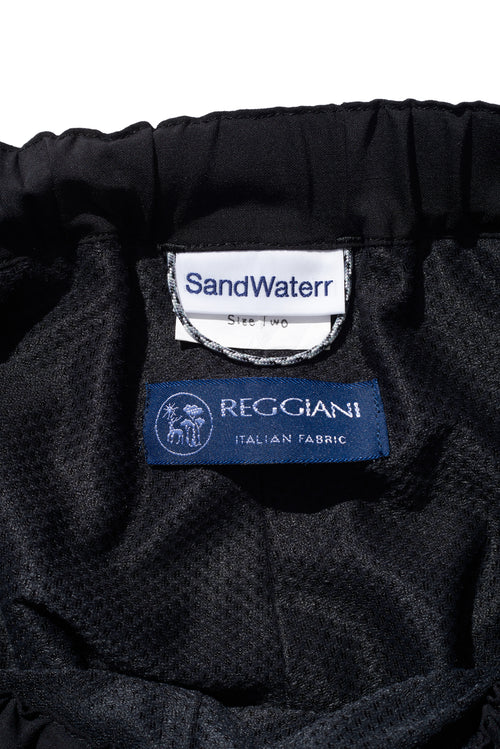 SandWaterr
Size Two
REGGIANI
ITALIAN FABRIC